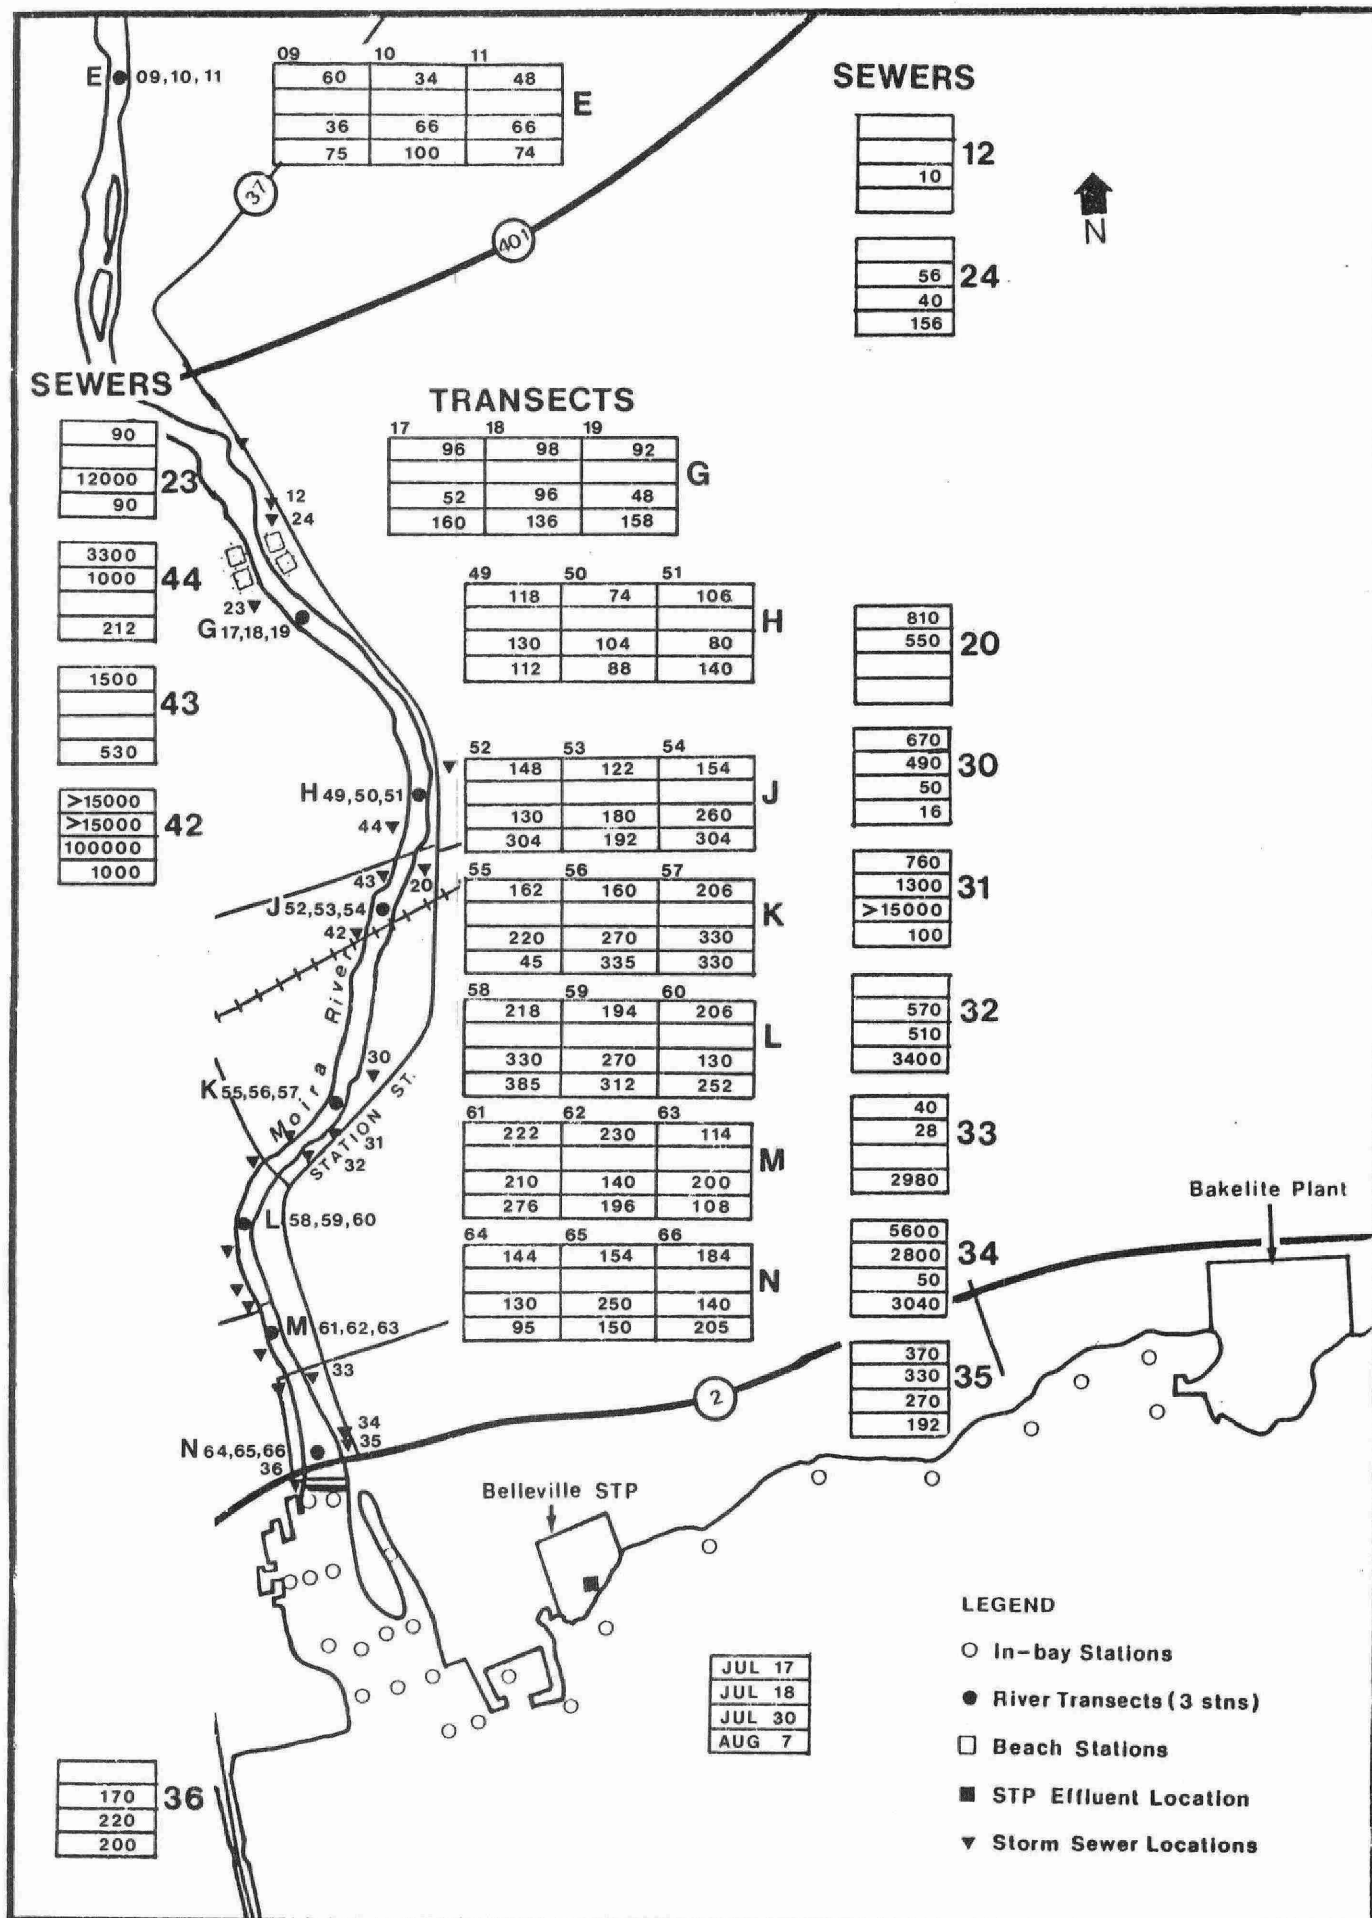 E 09,10,11
09 10 11
60 34 48
36 66 66
75 100 74
E
SEWERS
10
12
56
40
156
24
N
37
401
SEWERS
90
12000
90
23
3300
1000
212
44
1500
530
43
>15000
>15000
100000
1000
42
TRANSECTS
17 18 19
96 98 92
52 96 48
160 136 158
G
49 50 51
118 74 106
130 104 80
112 88 140
H
52 53 54
148 122 154
130 180 260
304 192 304
J
55 56 57
162 160 206
220 270 330
45 335 330
K
58 59 60
218 194 206
330 270 130
385 312 252
L
61 62 63
222 230 114
210 140 200
276 196 108
M
64 65 66
144 154 184
130 250 140
95 150 205
N
810
550
20
670
490
50
16
30
760
1300
>15000
100
31
570
510
3400
32
40
28
2980
33
5600
2800
50
3040
34
370
330
270
192
35
12
24
23
G 17,18,19
H 49,50,51
44
43
20
J 52,53,54
42
Moira River
30
K 55,56,57
STATION ST.
31
32
L 58,59,60
M 61,62,63
33
34
35
N 64,65,66
36
2
Bakelite Plant
Belleville STP
JUL 17
JUL 18
JUL 30
AUG 7
170
220
200
36
LEGEND
In-bay Stations
River Transects (3 stns)
Beach Stations
STP Effluent Location
Storm Sewer Locations